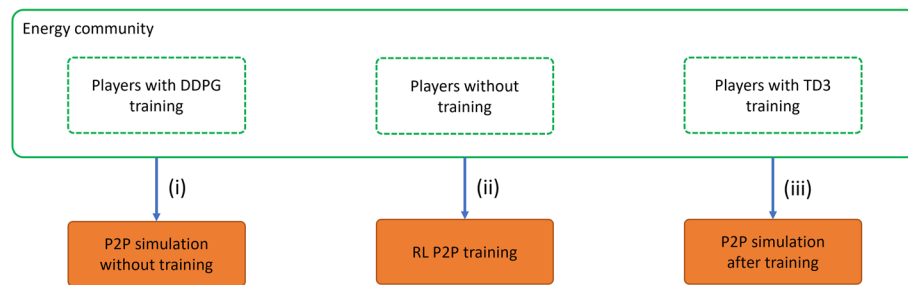 Energy community
Players with DDPG
training
Players without
training
Players with TD3
training
(i)
(ii)
(iii)
P2P simulation
without training
RL P2P training
P2P simulation
after training